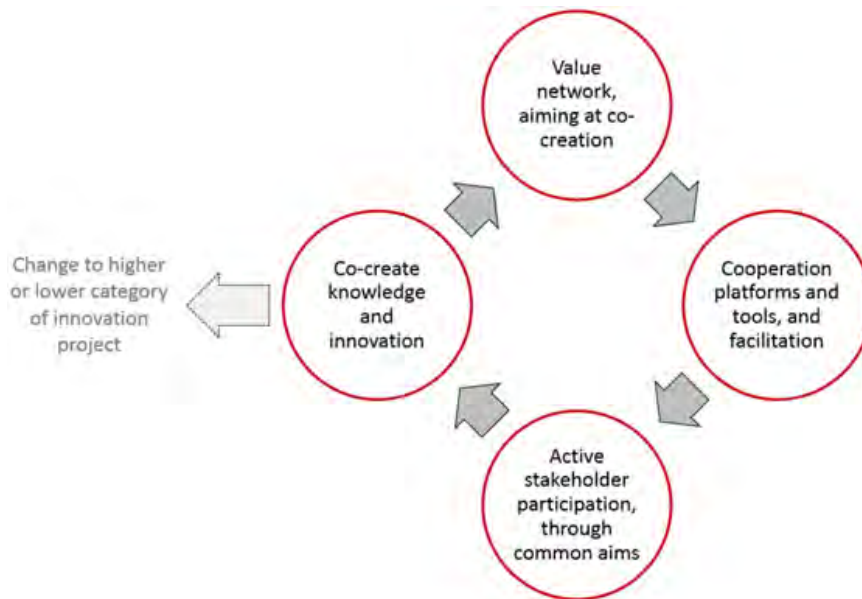 Value
network,
aiming at co-
creation
Change to higher
or lower category
of innovation
project
Co-create
knowledge
and
innovation
Cooperation
platforms and
tools, and
facilitation
Active
stakeholder
participation,
through
common aims